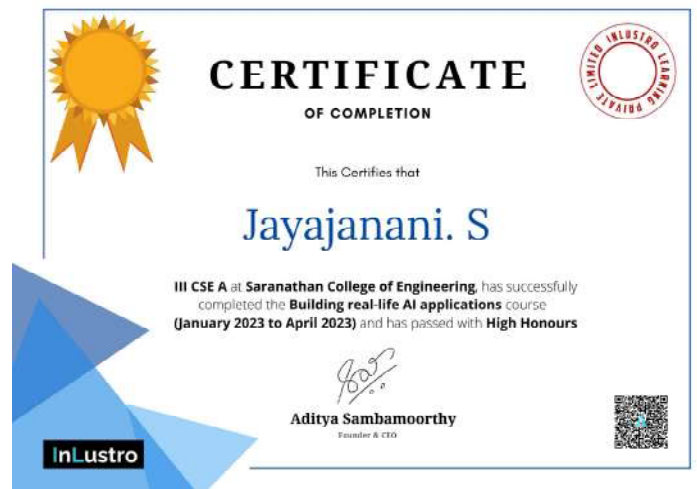 CERTIFICATE
INLUSTRO LEARNING PRIVATE LIMITED
OF COMPLETION
This Certifies that
Jayajanani. S
III CSE A at Saranathan College of Engineering, has successfully
completed the Building real-life AI applications course
(January 2023 to April 2023) and has passed with High Honours
Aditya Sambamoorthy
Founder & CEO
InLustro